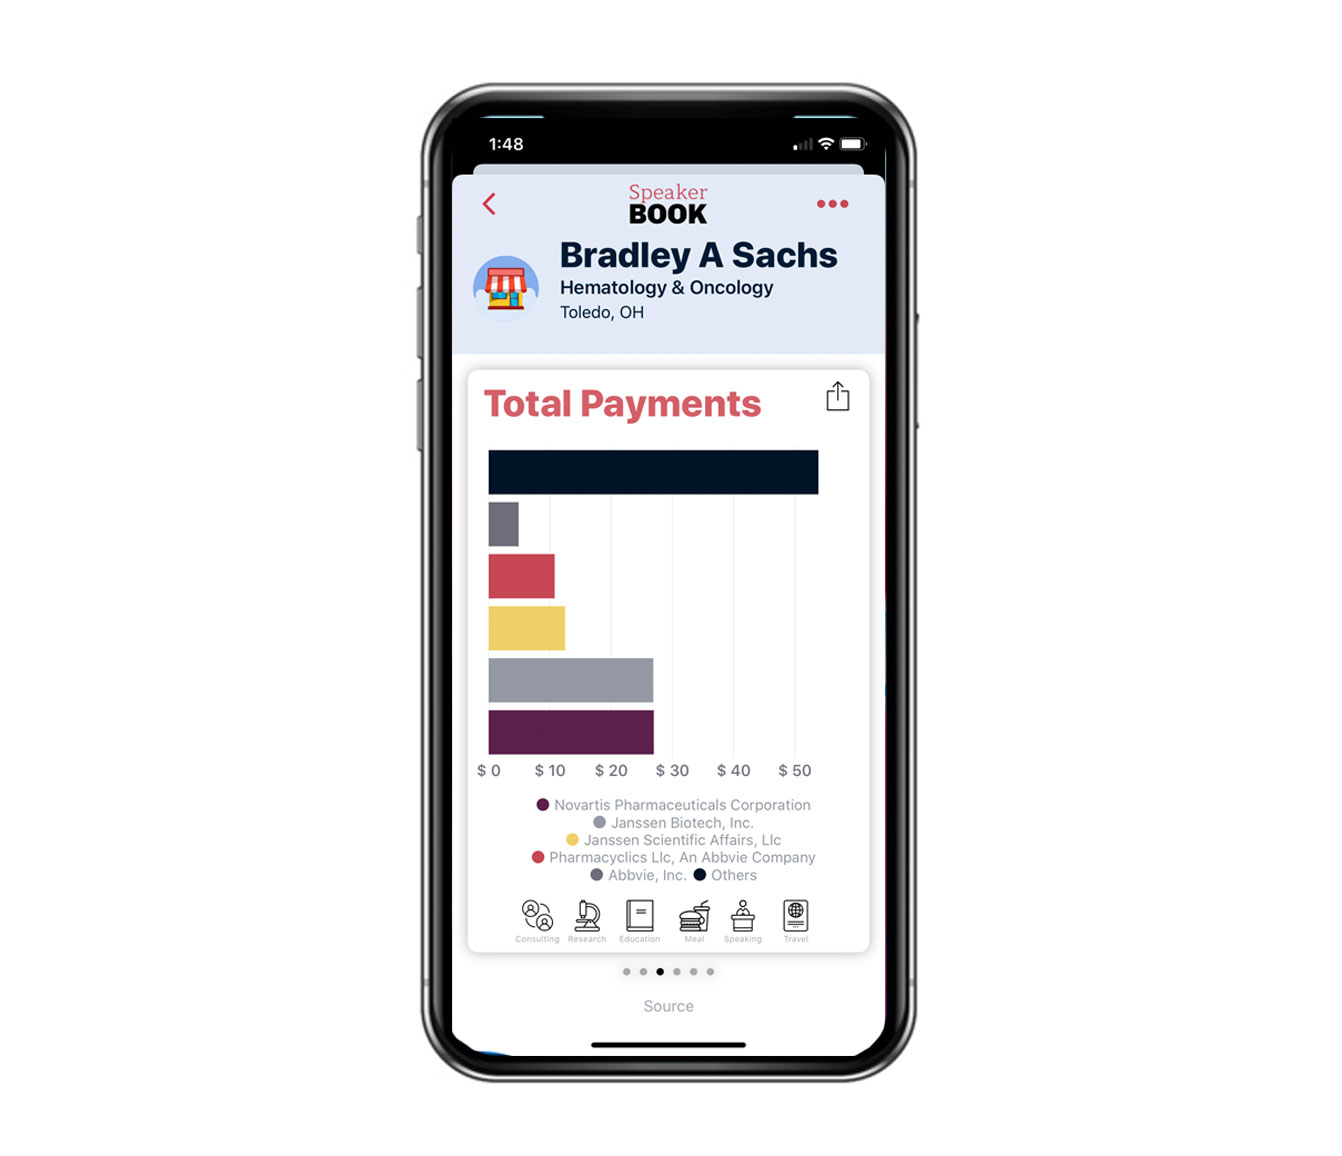 1:48
Speaker
BOOK
Bradley A Sachs
Hematology & Oncology
Toledo, OH
Total Payments
$ 0 $ 10 $ 20 $ 30 $ 40 $ 50
Novartis Pharmaceuticals Corporation
Janssen Biotech, Inc.
Janssen Scientific Affairs, Llc
Pharmacyclics Llc, An Abbvie Company
Abbvie, Inc. Others
Consulting Research Education Meal Speaking Travel
Source